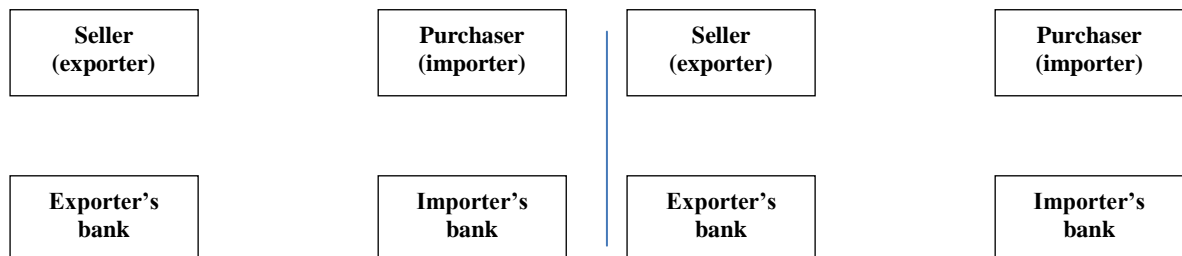 Seller
(exporter)
Purchaser
(importer)
Seller
(exporter)
Purchaser
(importer)
Exporter’s
bank
Importer’s
bank
Exporter’s
bank
Importer’s
bank